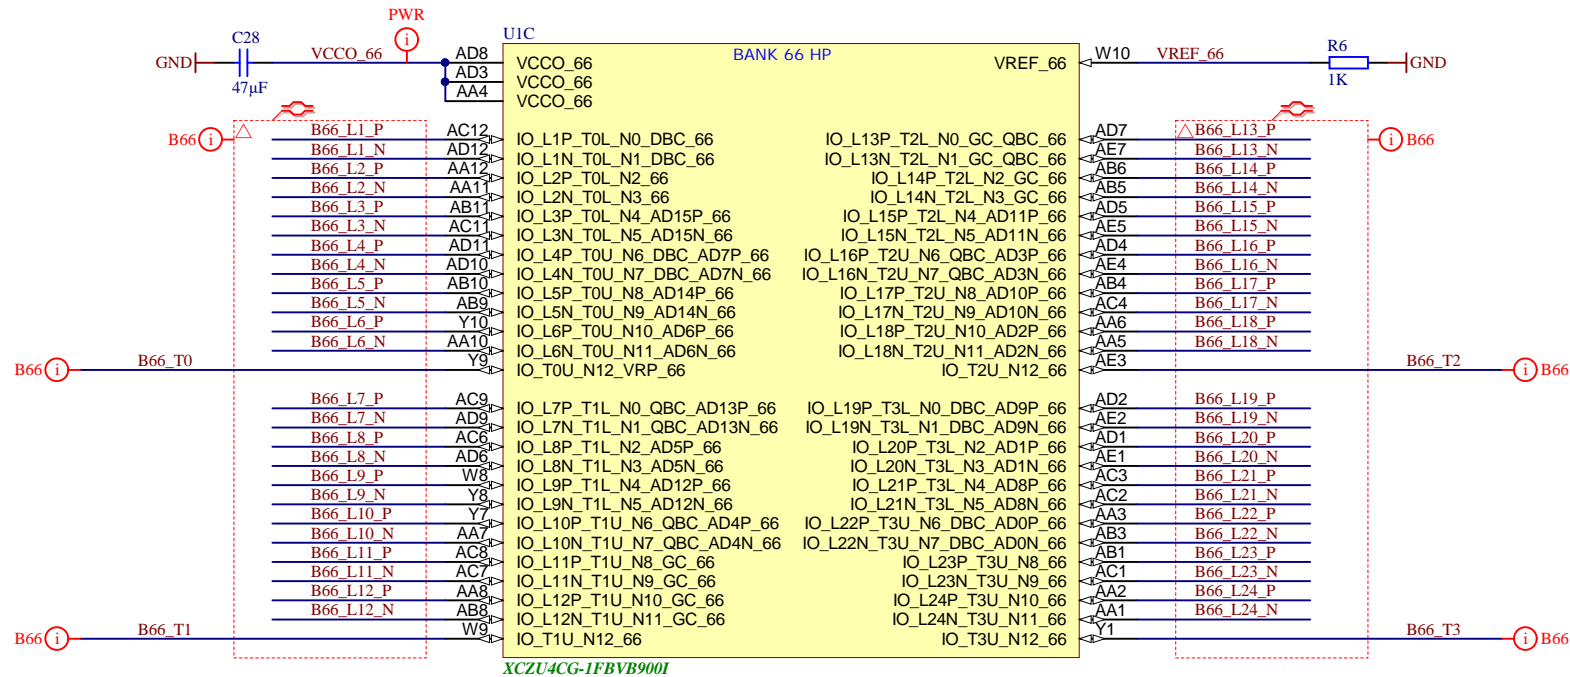 PWR
U1C
C28
VCCO_66
AD8
BANK 66 HP
W10
VREF_66
R6
GND
VCCO_66
VREF_66
GND
47µF
AD3
VCCO_66
1K
AA4
VCCO_66
B66
B66_L1_P
AC12
IO_L1P_T0L_N0_DBC_66
IO_L13P_T2L_N0_GC_QBC_66
AD7
B66_L13_P
B66
B66_L1_N
AD12
IO_L1N_T0L_N1_DBC_66
IO_L13N_T2L_N1_GC_QBC_66
AE7
B66_L13_N
B66_L2_P
AA12
IO_L2P_T0L_N2_66
IO_L14P_T2L_N2_GC_66
AB6
B66_L14_P
B66_L2_N
AA11
IO_L2N_T0L_N3_66
IO_L14N_T2L_N3_GC_66
AB5
B66_L14_N
B66_L3_P
AB11
IO_L3P_T0L_N4_AD15P_66
IO_L15P_T2L_N4_AD11P_66
AD5
B66_L15_P
B66_L3_N
AC11
IO_L3N_T0L_N5_AD15N_66
IO_L15N_T2L_N5_AD11N_66
AE5
B66_L15_N
B66_L4_P
AD11
IO_L4P_T0U_N6_DBC_AD7P_66
IO_L16P_T2U_N6_QBC_AD3P_66
AD4
B66_L16_P
B66_L4_N
AD10
IO_L4N_T0U_N7_DBC_AD7N_66
IO_L16N_T2U_N7_QBC_AD3N_66
AE4
B66_L16_N
B66_L5_P
AB10
IO_L5P_T0U_N8_AD14P_66
IO_L17P_T2U_N8_AD10P_66
AB4
B66_L17_P
B66_L5_N
AB9
IO_L5N_T0U_N9_AD14N_66
IO_L17N_T2U_N9_AD10N_66
AC4
B66_L17_N
B66_L6_P
Y10
IO_L6P_T0U_N10_AD6P_66
IO_L18P_T2U_N10_AD2P_66
AA6
B66_L18_P
B66_L6_N
AA10
IO_L6N_T0U_N11_AD6N_66
IO_L18N_T2U_N11_AD2N_66
AA5
B66_L18_N
B66
B66_T0
Y9
IO_T0U_N12_VRP_66
IO_T2U_N12_66
AE3
B66_T2
B66
B66_L7_P
AC9
IO_L7P_T1L_N0_QBC_AD13P_66
IO_L19P_T3L_N0_DBC_AD9P_66
AD2
B66_L19_P
B66_L7_N
AD9
IO_L7N_T1L_N1_QBC_AD13N_66
IO_L19N_T3L_N1_DBC_AD9N_66
AE2
B66_L19_N
B66_L8_P
AC6
IO_L8P_T1L_N2_AD5P_66
IO_L20P_T3L_N2_AD1P_66
AD1
B66_L20_P
B66_L8_N
AD6
IO_L8N_T1L_N3_AD5N_66
IO_L20N_T3L_N3_AD1N_66
AE1
B66_L20_N
B66_L9_P
W8
IO_L9P_T1L_N4_AD12P_66
IO_L21P_T3L_N4_AD8P_66
AC3
B66_L21_P
B66_L9_N
Y8
IO_L9N_T1L_N5_AD12N_66
IO_L21N_T3L_N5_AD8N_66
AC2
B66_L21_N
B66_L10_P
Y7
IO_L10P_T1U_N6_QBC_AD4P_66
IO_L22P_T3U_N6_DBC_AD0P_66
AA3
B66_L22_P
B66_L10_N
AA7
IO_L10N_T1U_N7_QBC_AD4N_66
IO_L22N_T3U_N7_DBC_AD0N_66
AB3
B66_L22_N
B66_L11_P
AC8
IO_L11P_T1U_N8_GC_66
IO_L23P_T3U_N8_66
AB1
B66_L23_P
B66_L11_N
AC7
IO_L11N_T1U_N9_GC_66
IO_L23N_T3U_N9_66
AC1
B66_L23_N
B66_L12_P
AA8
IO_L12P_T1U_N10_GC_66
IO_L24P_T3U_N10_66
AA2
B66_L24_P
B66_L12_N
AB8
IO_L12N_T1U_N11_GC_66
IO_L24N_T3U_N11_66
AA1
B66_L24_N
B66
B66_T1
W9
IO_T1U_N12_66
IO_T3U_N12_66
Y1
B66_T3
B66
XCZU4CG-1FBVB900I